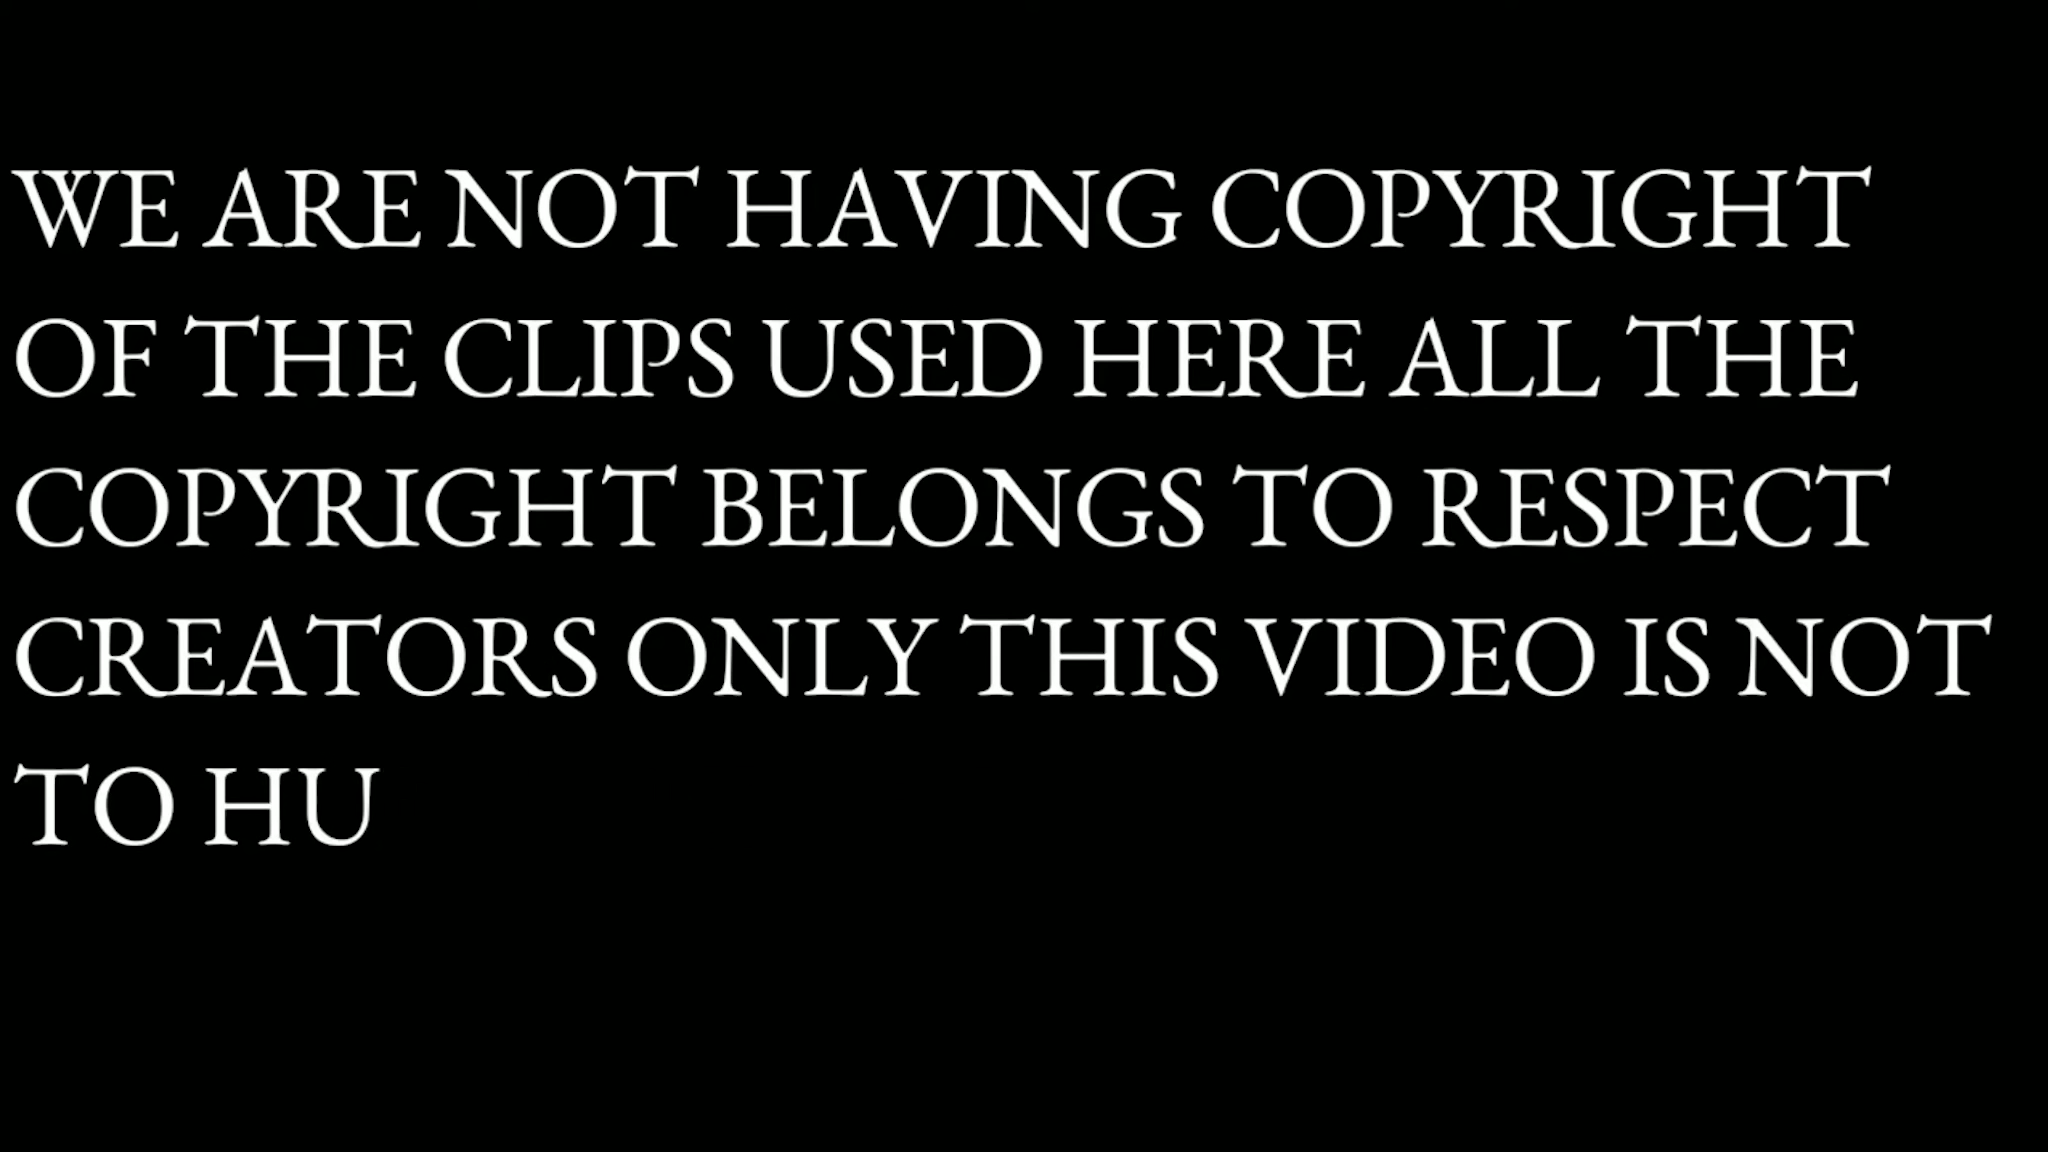 WE ARE NOT HAVING COPYRIGHT
OF THE CLIPS USED HERE ALL THE
COPYRIGHT BELONGS TO RESPECT
CREATORS ONLY THIS VIDEO IS NOT
TO HU